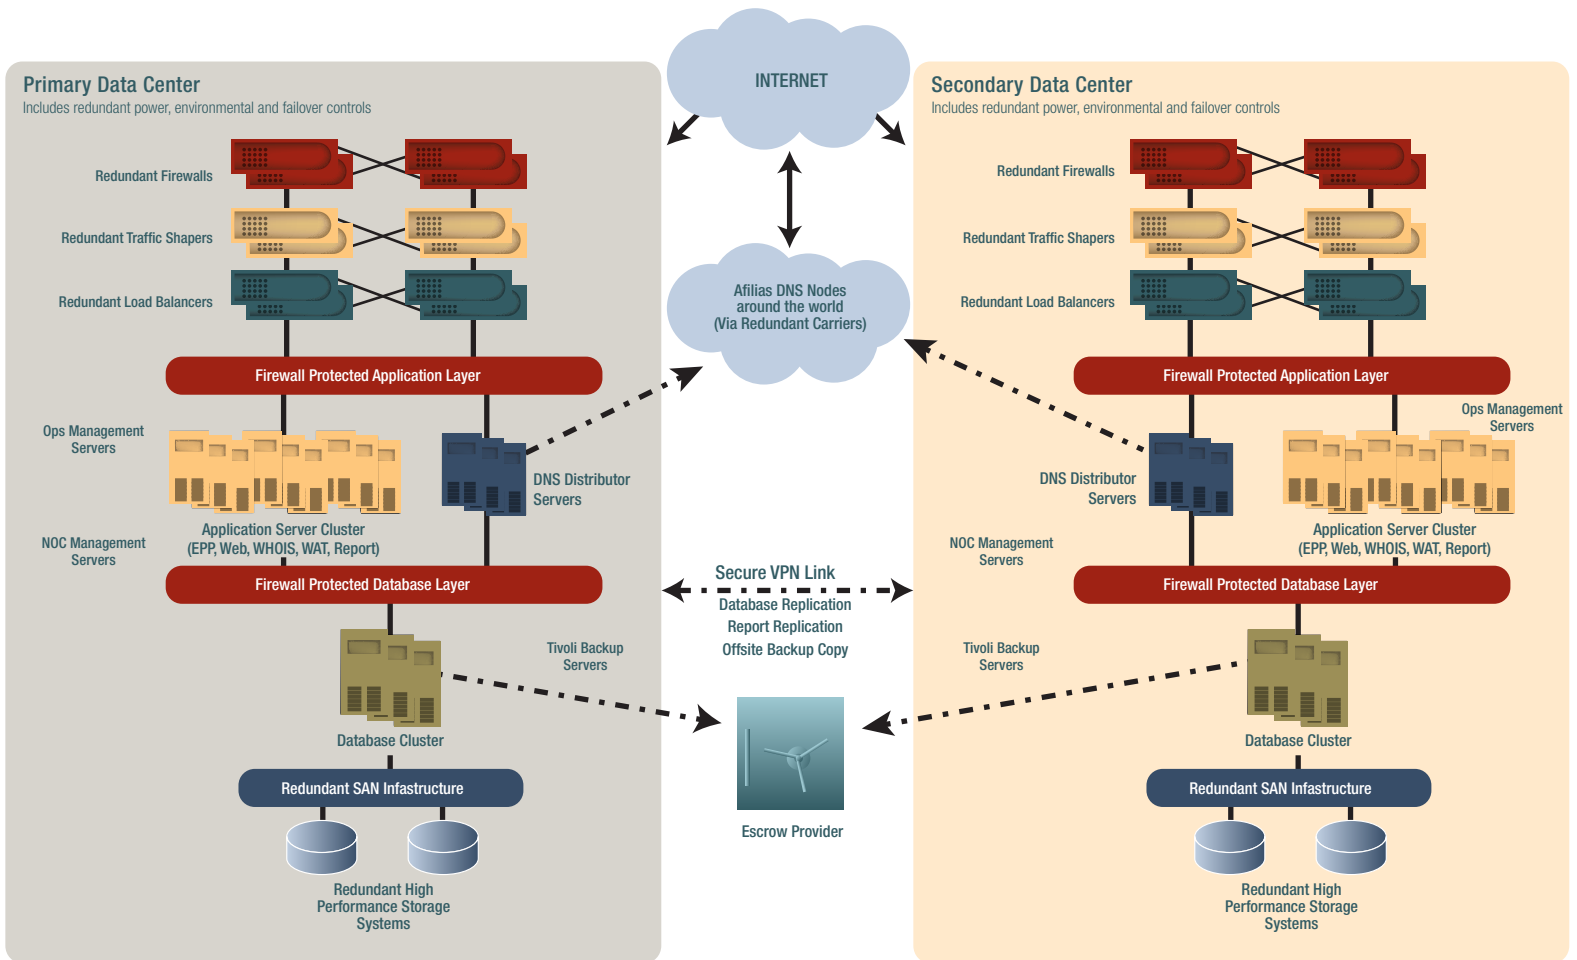 Primary Data Center
Includes redundant power, environmental and failover controls
Redundant Firewalls
Redundant Traffic Shapers
Redundant Load Balancers
Firewall Protected Application Layer
Ops Management
Servers
DNS Distributor
Servers
Application Server Cluster
(EPP, Web, WHOIS, WAT, Report)
NOC Management
Servers
Firewall Protected Database Layer
Tivoli Backup
Servers
Database Cluster
Redundant SAN Infastructure
Redundant High
Performance Storage
Systems
INTERNET
Afilias DNS Nodes
around the world
(Via Redundant Carriers)
Secure VPN Link
Database Replication
Report Replication
Offsite Backup Copy
Escrow Provider
Secondary Data Center
Includes redundant power, environmental and failover controls
Redundant Firewalls
Redundant Traffic Shapers
Redundant Load Balancers
Firewall Protected Application Layer
Ops Management
Servers
DNS Distributor
Servers
Application Server Cluster
(EPP, Web, WHOIS, WAT, Report)
NOC Management
Servers
Firewall Protected Database Layer
Tivoli Backup
Servers
Database Cluster
Redundant SAN Infastructure
Redundant High
Performance Storage
Systems